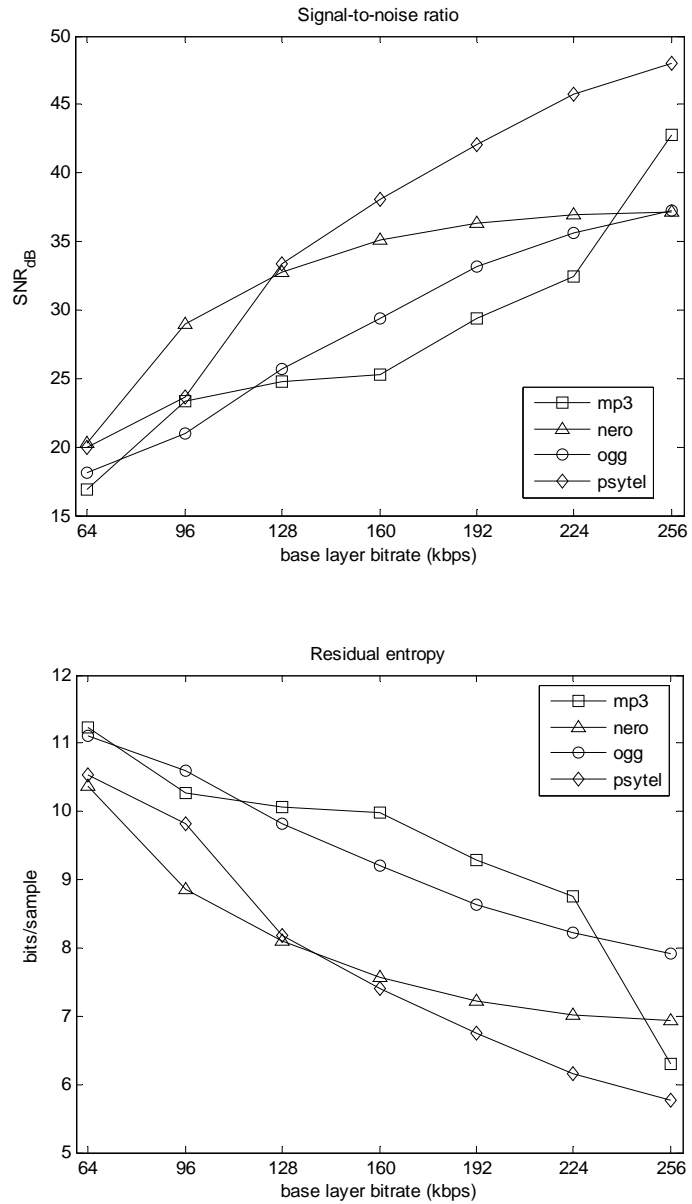 Signal-to-noise ratio
50
45
40
35
30
25
20
15
SNR_dB
mp3
nero
ogg
psytel
64 96 128 160 192 224 256
base layer bitrate (kbps)
Residual entropy
12
11
10
9
8
7
6
5
bits/sample
mp3
nero
ogg
psytel
64 96 128 160 192 224 256
base layer bitrate (kbps)